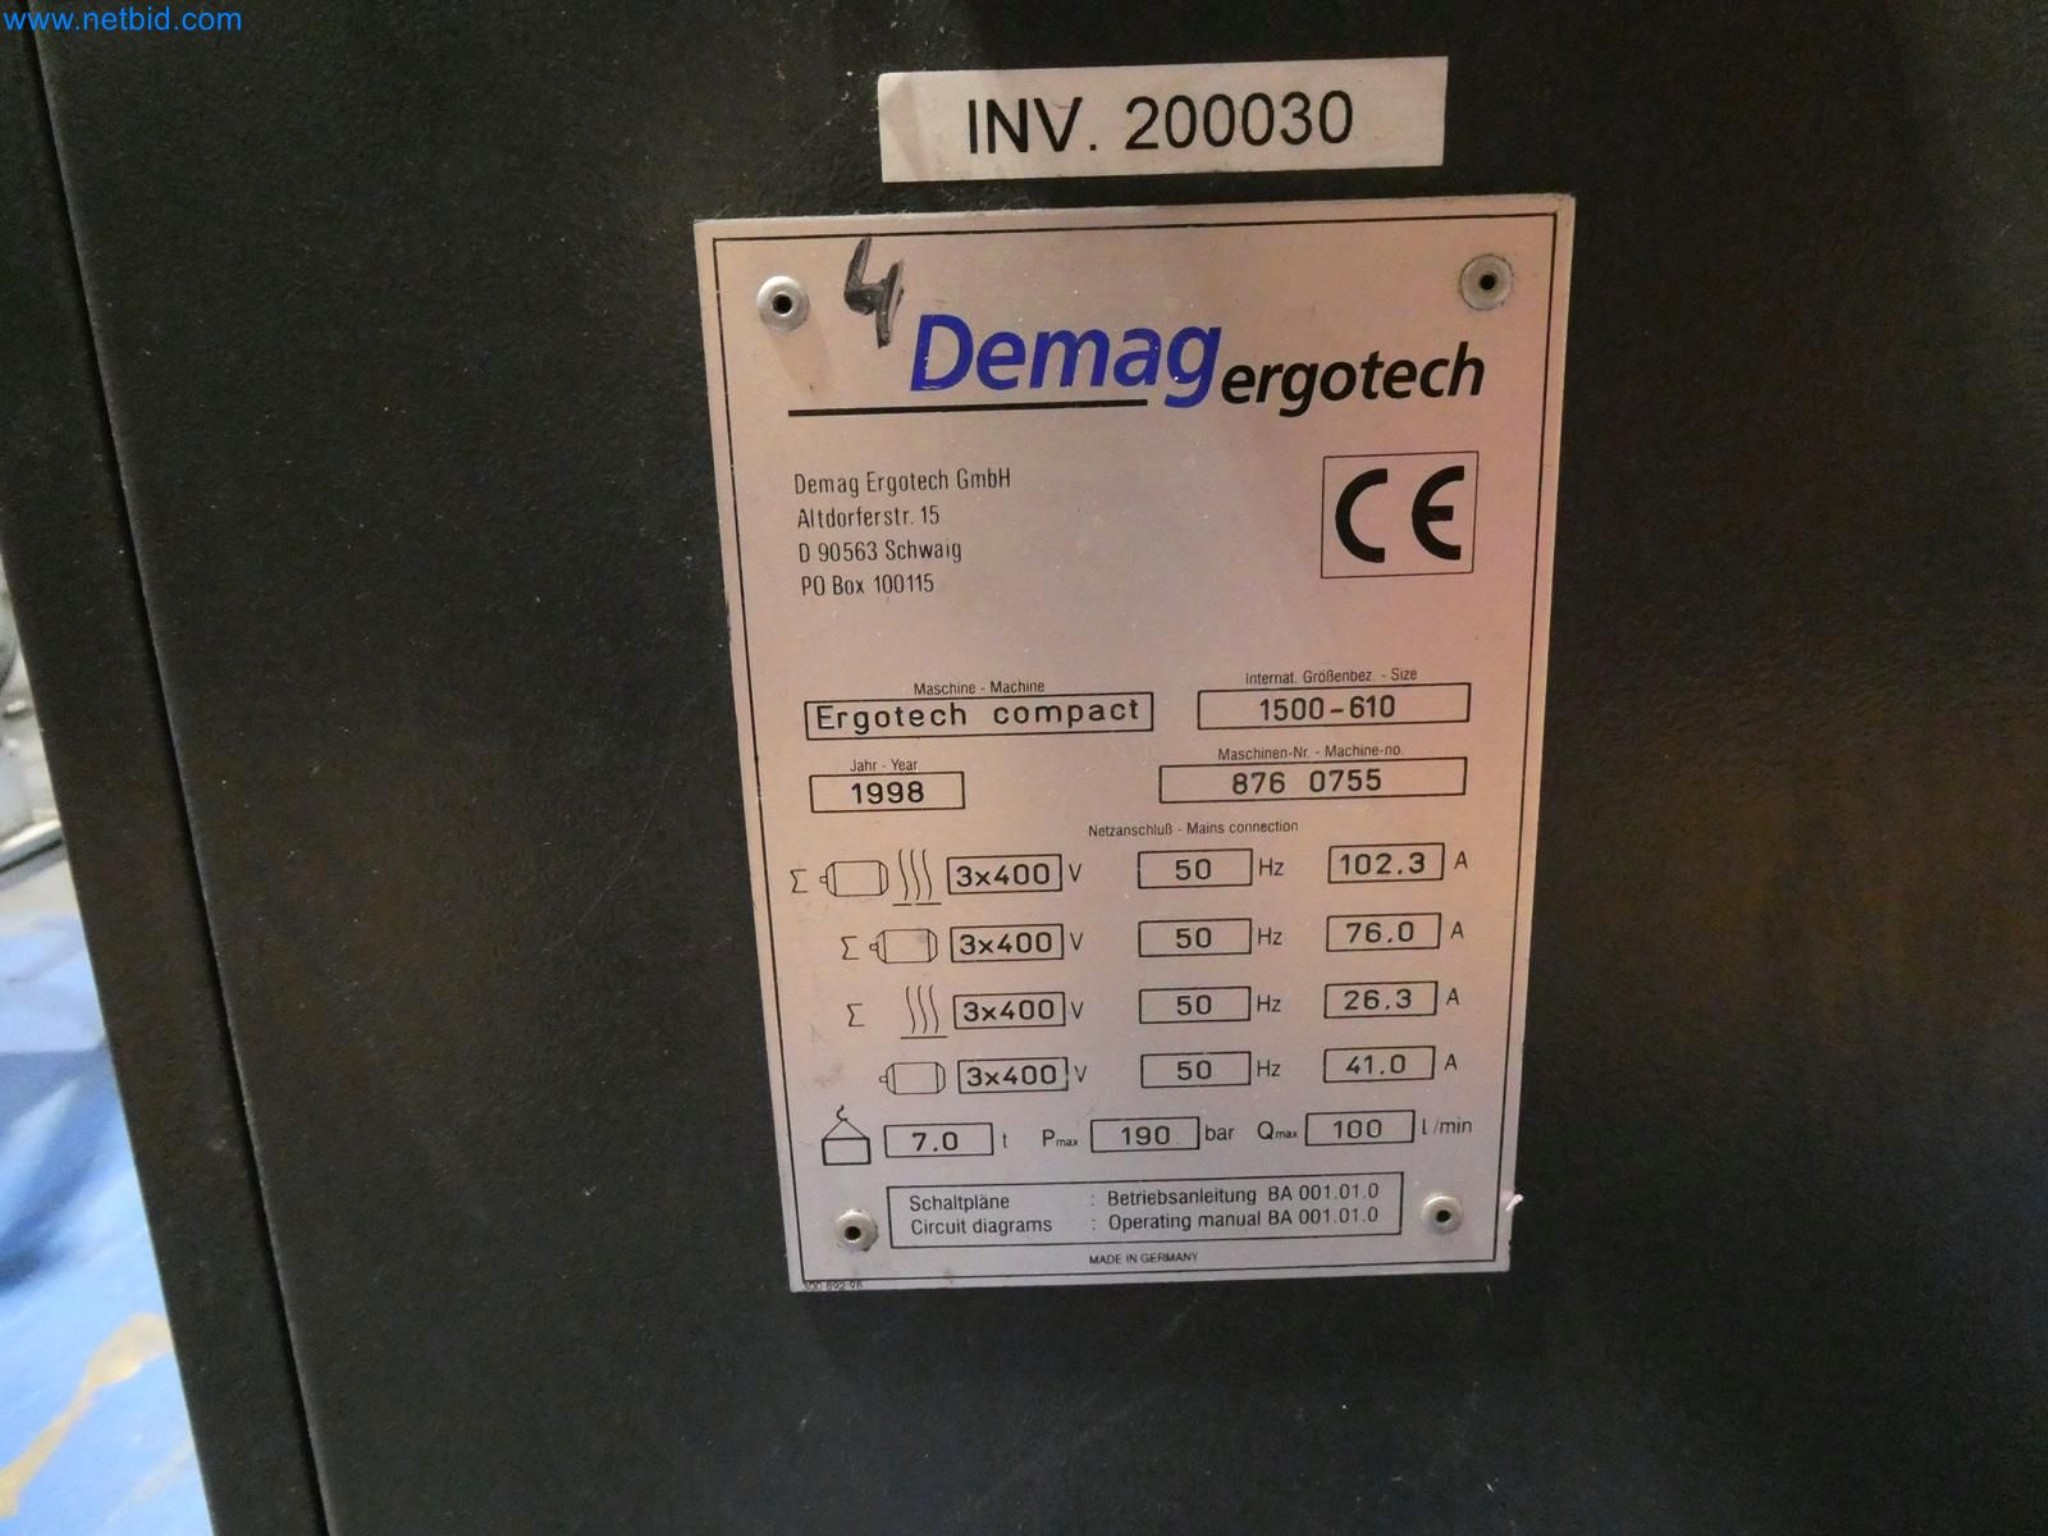 www.netbid.com
INV. 200030
4
Demag ergotech
Demag Ergotech GmbH
Altdorferstr. 15
D 90563 Schwaig
PO Box 100115
CE
Maschine - Machine
Ergotech compact
Internat. Größenbez. - Size
1500-610
Jahr - Year
1998
Maschinen-Nr. - Machine-no.
876 0755
Netzanschluß - Mains connection
Σ 3x400 V 50 Hz 102.3 A
Σ 3x400 V 50 Hz 76.0 A
Σ 3x400 V 50 Hz 26.3 A
3x400 V 50 Hz 41.0 A
7.0 t Pmax 190 bar Qmax 100 l/min
Schaltpläne : Betriebsanleitung BA 001.01.0
Circuit diagrams : Operating manual BA 001.01.0
MADE IN GERMANY